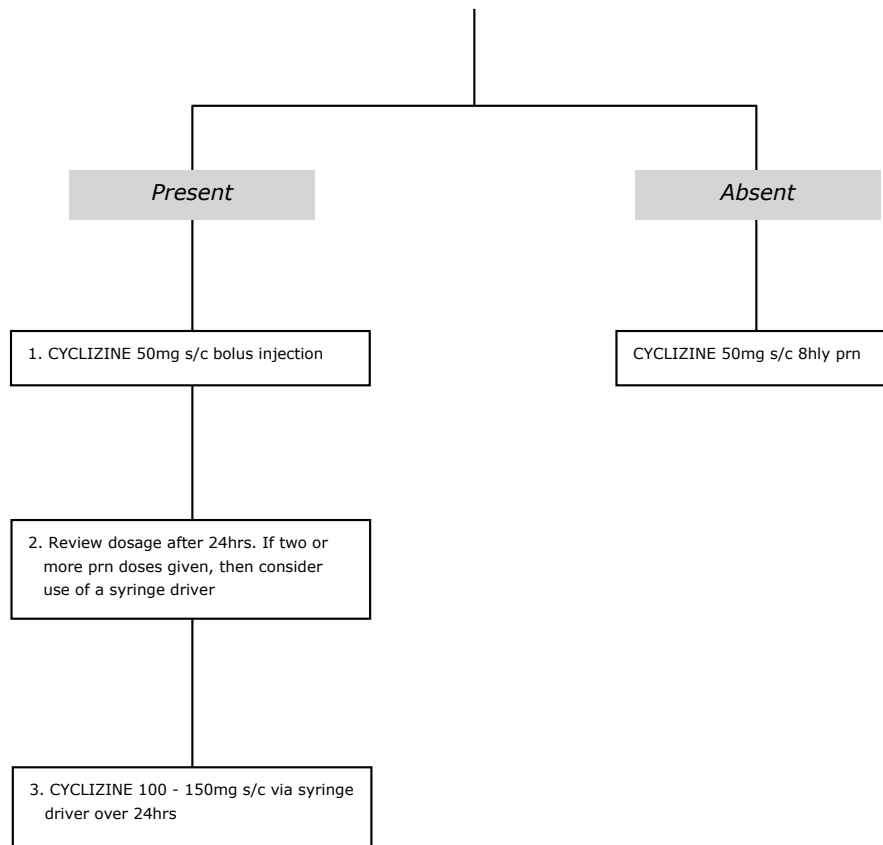 Present
Absent
1. CYCLIZINE 50mg s/c bolus injection
CYCLIZINE 50mg s/c 8hly prn
2. Review dosage after 24hrs. If two or
more prn doses given, then consider
use of a syringe driver
3. CYCLIZINE 100 - 150mg s/c via syringe
driver over 24hrs